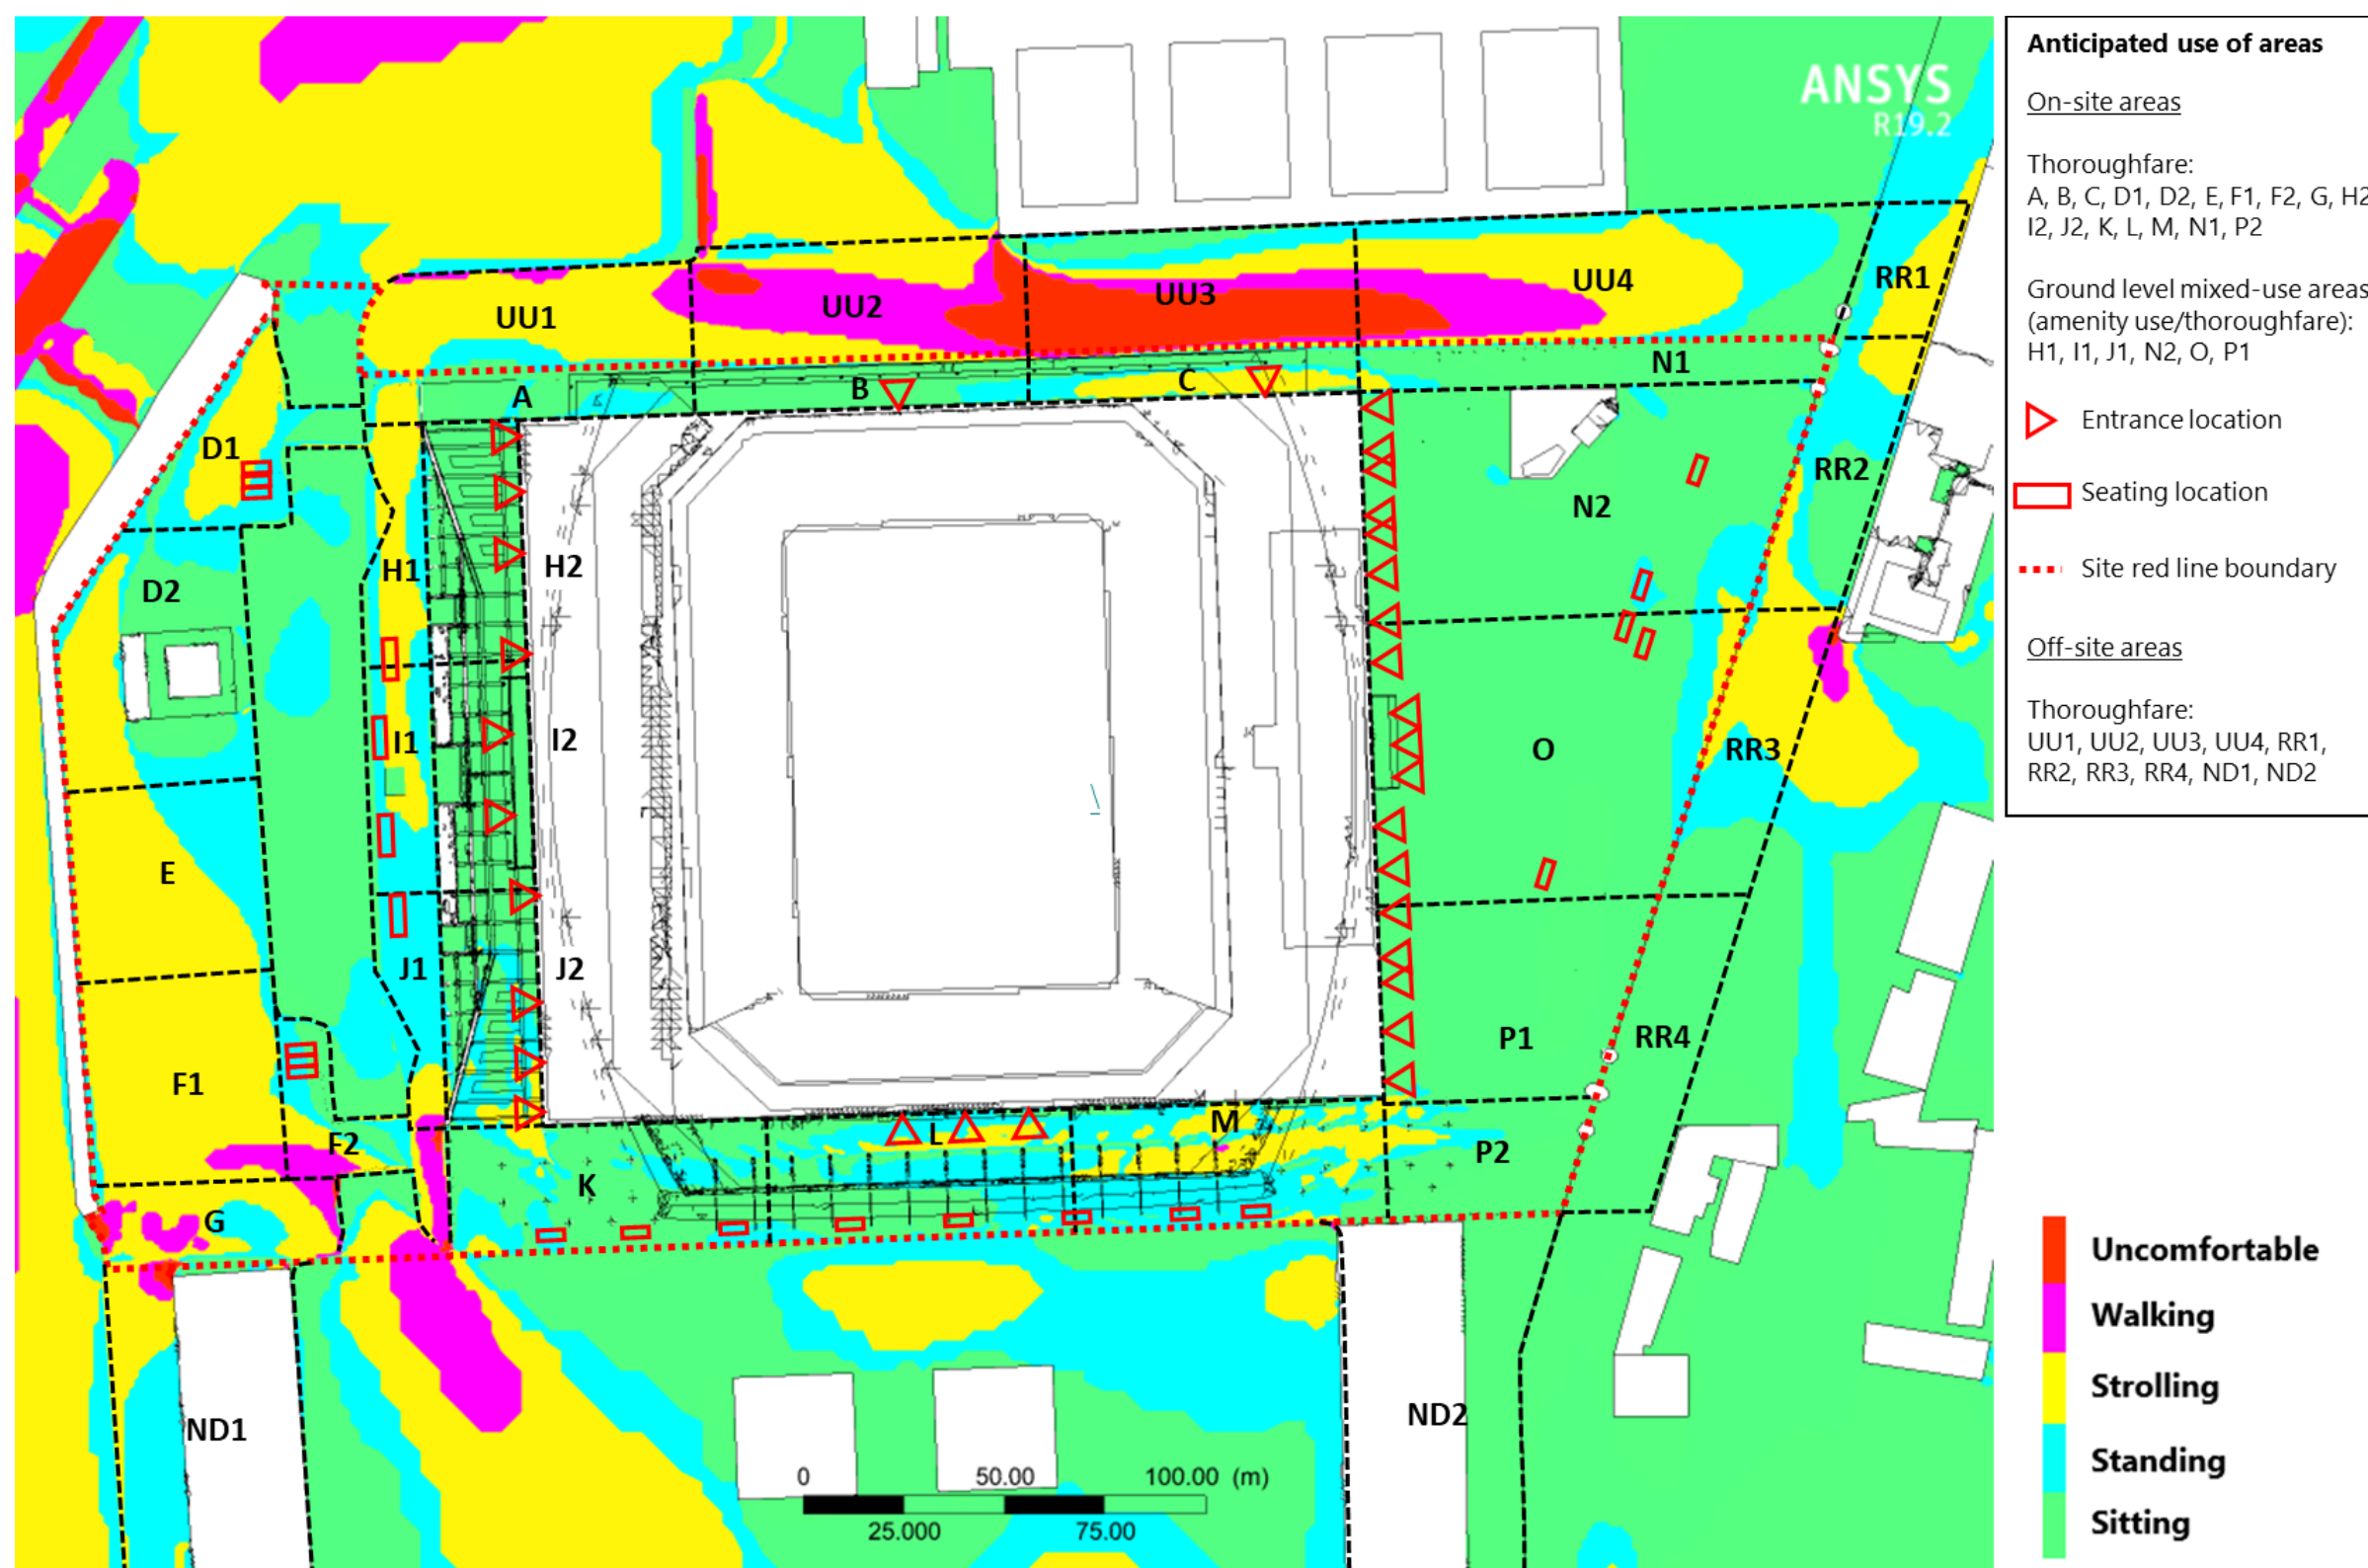 ANSYS
R19.2
UU1
UU2
UU3
UU4
RR1
A
B
C
N1
D1
H1
H2
N2
RR2
D2
I1
I2
O
RR3
E
J1
J2
F1
P1
RR4
F2
L
M
K
P2
G
ND1
ND2
0 50.00 100.00 (m)
25.000 75.00
Anticipated use of areas
On-site areas
Thoroughfare:
A, B, C, D1, D2, E, F1, F2, G, H2
I2, J2, K, L, M, N1, P2
Ground level mixed-use areas
(amenity use/thoroughfare):
H1, I1, J1, N2, O, P1
Entrance location
Seating location
Site red line boundary
Off-site areas
Thoroughfare:
UU1, UU2, UU3, UU4, RR1,
RR2, RR3, RR4, ND1, ND2
Uncomfortable
Walking
Strolling
Standing
Sitting